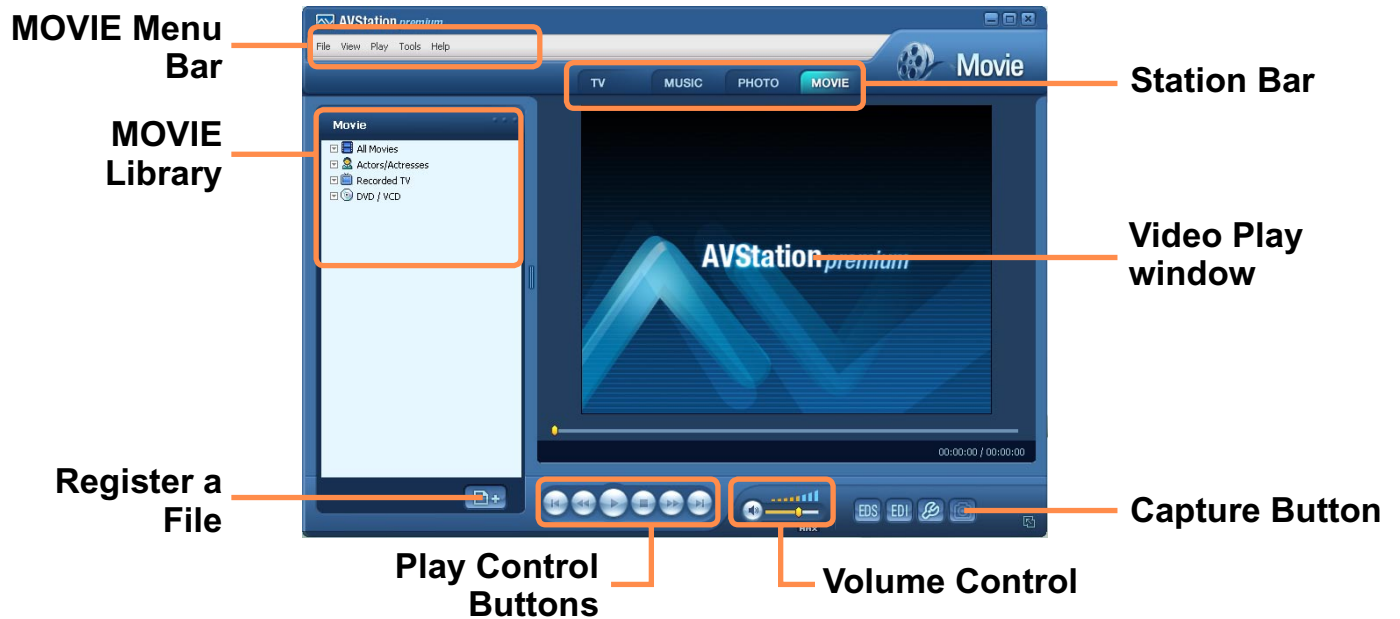 MOVIE Menu
Bar
MOVIE
Library
Register a
File
Play Control
Buttons
Volume Control
Capture Button
Video Play
window
Station Bar
AVStation premium
File View Play Tools Help
Movie
TV MUSIC PHOTO MOVIE
Movie
All Movies
Actors/Actresses
Recorded TV
DVD / VCD
AVStation premium
00:00:00 / 00:00:00
EDS EDI